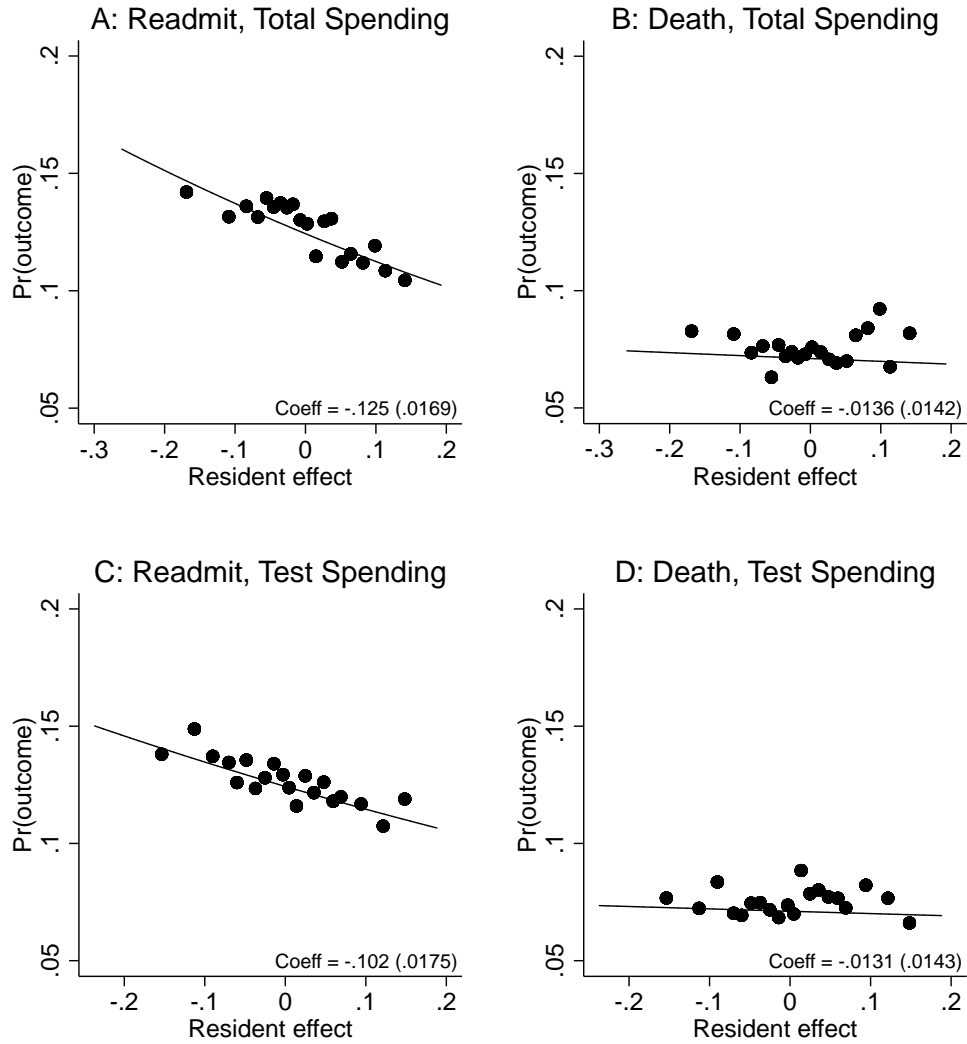 A: Readmit, Total Spending
Pr(outcome)
.2
.15
.1
.05
Coeff = -.125 (.0169)
-.3 -.2 -.1 0 .1 .2
Resident effect
B: Death, Total Spending
Pr(outcome)
.2
.15
.1
.05
Coeff = -.0136 (.0142)
-.3 -.2 -.1 0 .1 .2
Resident effect
C: Readmit, Test Spending
Pr(outcome)
.2
.15
.1
.05
Coeff = -.102 (.0175)
-.2 -.1 0 .1 .2
Resident effect
D: Death, Test Spending
Pr(outcome)
.2
.15
.1
.05
Coeff = -.0131 (.0143)
-.2 -.1 0 .1 .2
Resident effect